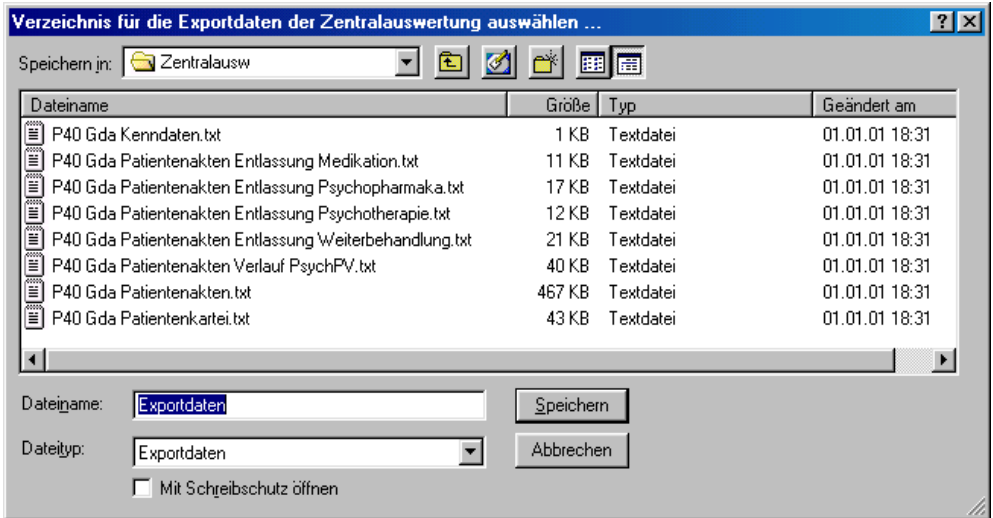 Verzeichnis für die Exportdaten der Zentralauswertung auswählen ...
Speichern in: Zentralausw
Dateiname Größe Typ Geändert am
P40 Gda Kenndaten.txt 1 KB Textdatei 01.01.01 18:31
P40 Gda Patientenakten Entlassung Medikation.txt 11 KB Textdatei 01.01.01 18:31
P40 Gda Patientenakten Entlassung Psychopharmaka.txt 17 KB Textdatei 01.01.01 18:31
P40 Gda Patientenakten Entlassung Psychotherapie.txt 12 KB Textdatei 01.01.01 18:31
P40 Gda Patientenakten Entlassung Weiterbehandlung.txt 21 KB Textdatei 01.01.01 18:31
P40 Gda Patientenakten Verlauf PsychPV.txt 40 KB Textdatei 01.01.01 18:31
P40 Gda Patientenakten.txt 467 KB Textdatei 01.01.01 18:31
P40 Gda Patientenkartei.txt 43 KB Textdatei 01.01.01 18:31
Dateiname: Exportdaten Speichern
Dateityp: Exportdaten Abbrechen
Mit Schreibschutz öffnen